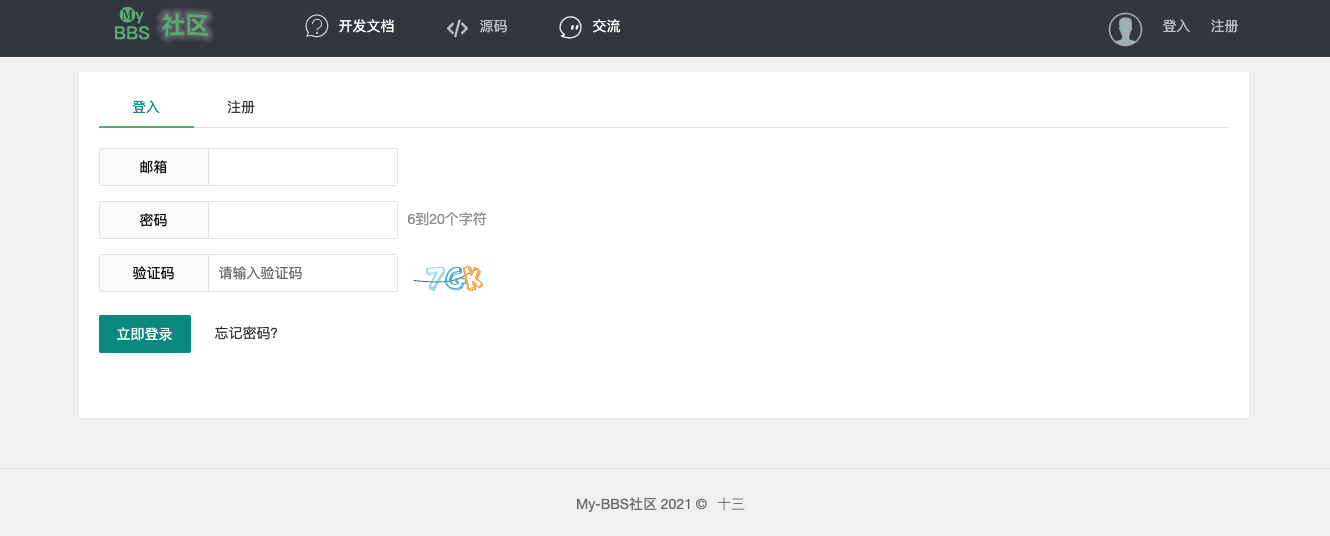 My BBS 社区 开发文档 源码 交流 登入 注册
登入 注册
邮箱
密码 6到20个字符
验证码 请输入验证码 7GK
立即登录 忘记密码?
My-BBS社区 2021 © 十三